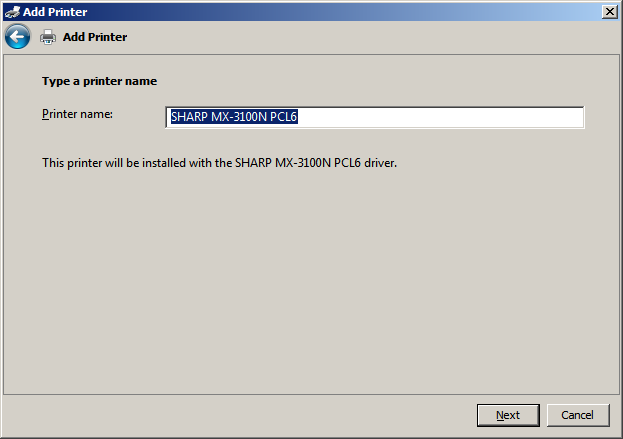 Add Printer
Add Printer
Type a printer name
Printer name: SHARP MX-3100N PCL6
This printer will be installed with the SHARP MX-3100N PCL6 driver.
Next Cancel